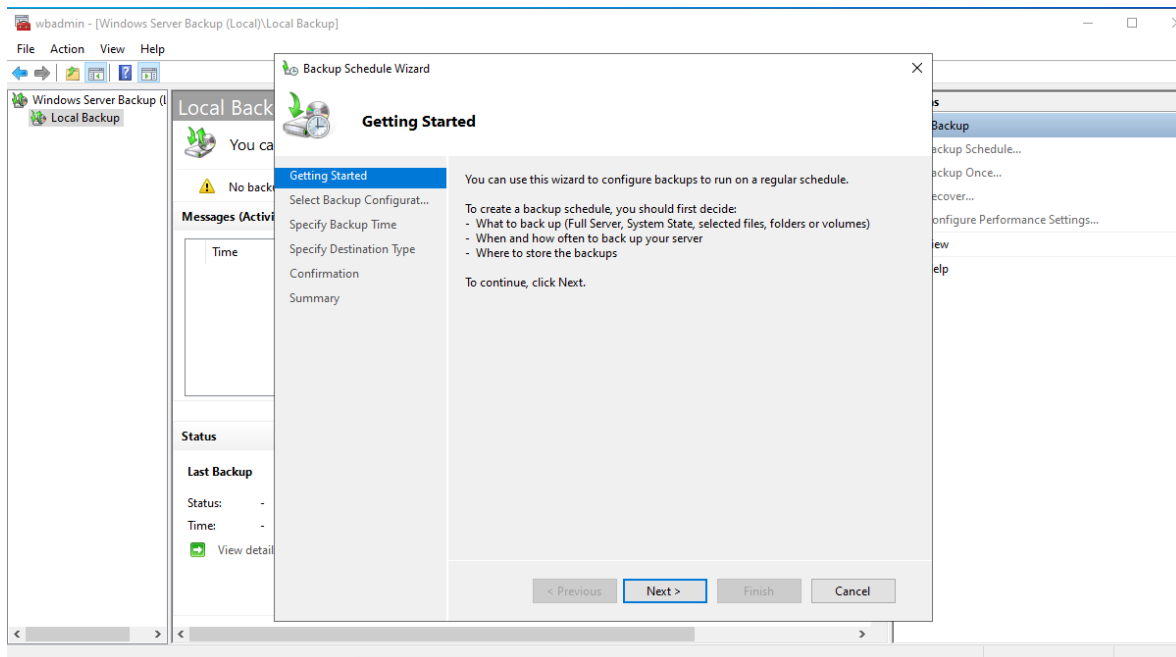 wbadmin - [Windows Server Backup (Local)\Local Backup]
File Action View Help
Windows Server Backup (L
Local Backup
Local Back
You ca
No back
Messages (Activi
Time
Status
Last Backup
Status: -
Time: -
View detail
Backup Schedule Wizard
Getting Started
Getting Started
Select Backup Configurat...
Specify Backup Time
Specify Destination Type
Confirmation
Summary
You can use this wizard to configure backups to run on a regular schedule.
To create a backup schedule, you should first decide:
- What to back up (Full Server, System State, selected files, folders or volumes)
- When and how often to back up your server
- Where to store the backups
To continue, click Next.
< Previous Next > Finish Cancel
s
Backup
ackup Schedule...
ackup Once...
ecover...
onfigure Performance Settings...
iew
elp